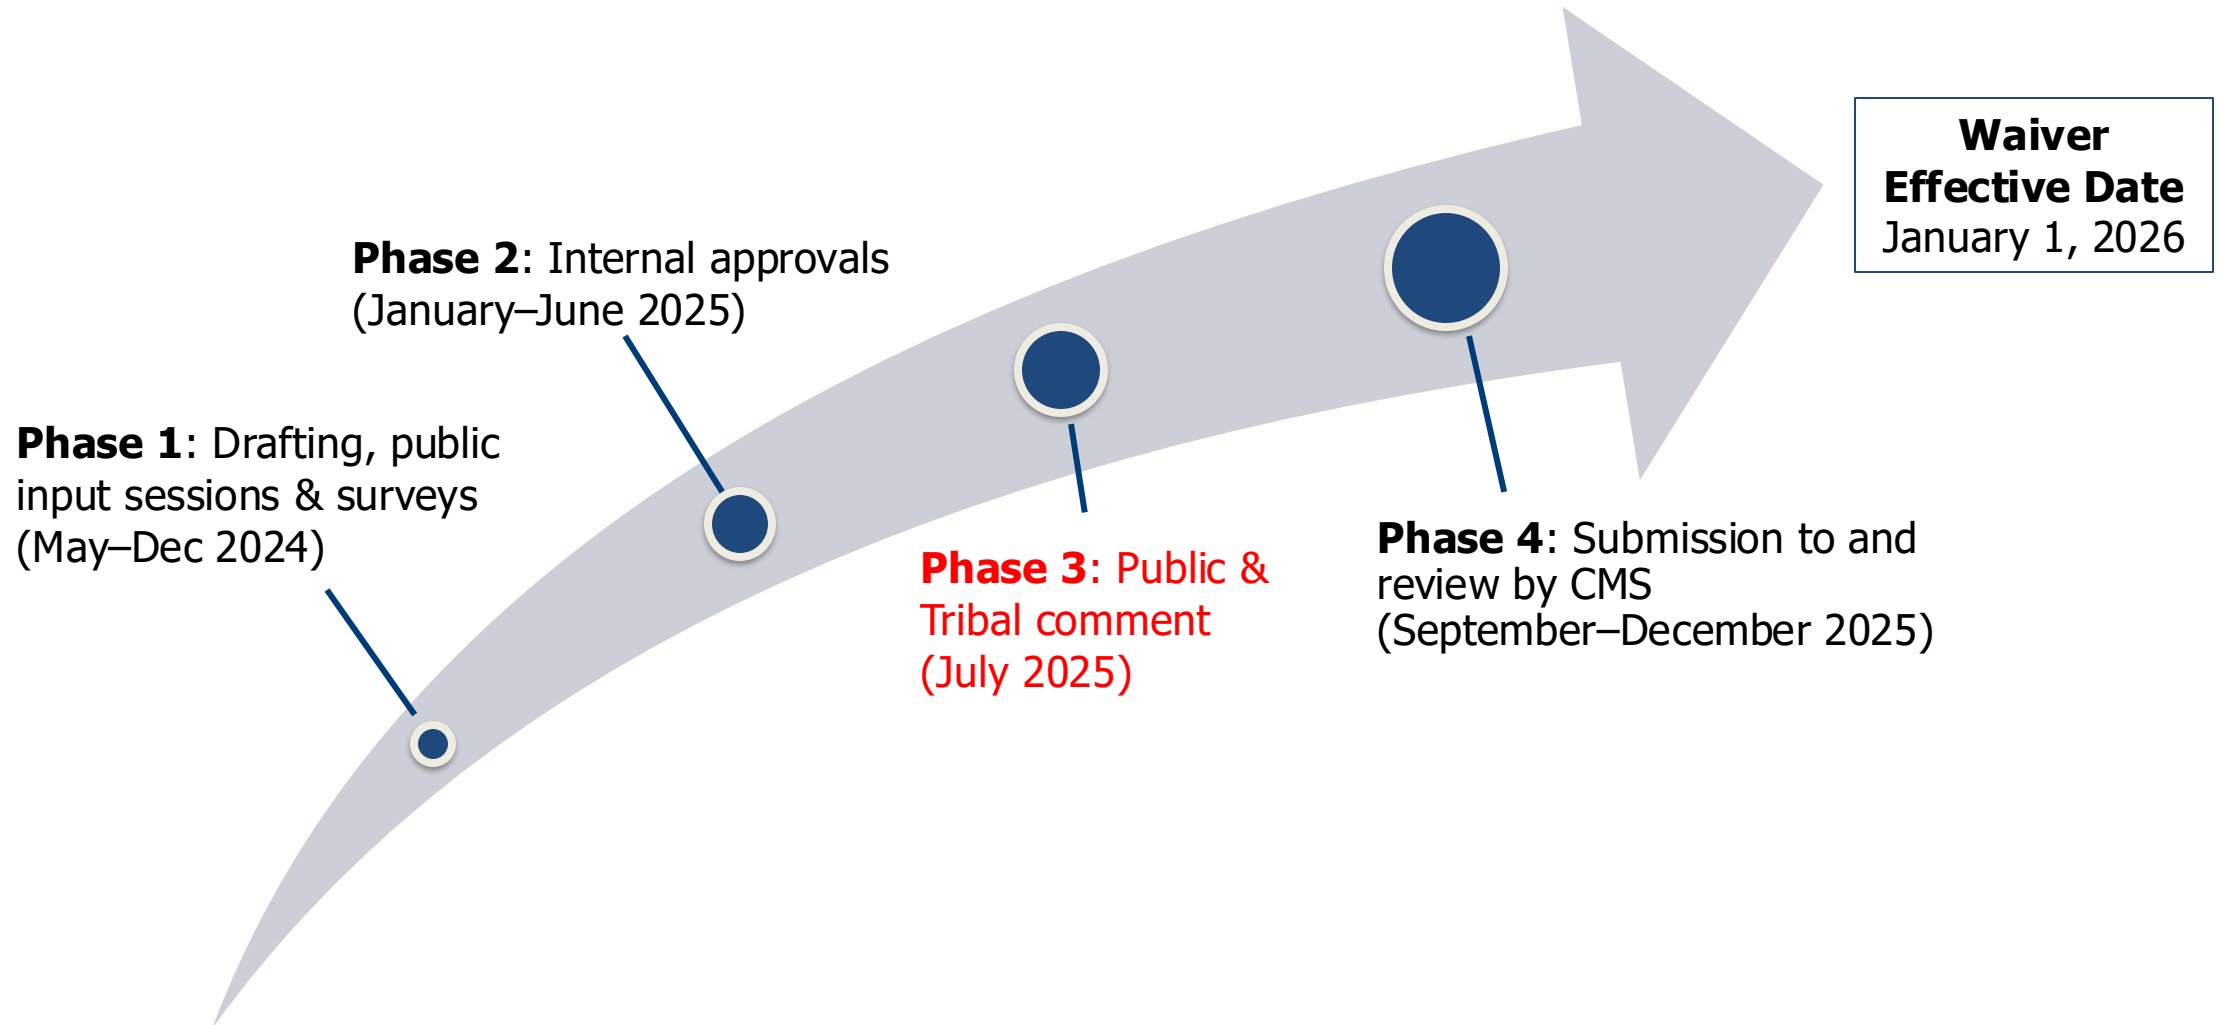 Phase 1: Drafting, public
input sessions & surveys
(May–Dec 2024)
Phase 2: Internal approvals
(January–June 2025)
Phase 3: Public &
Tribal comment
(July 2025)
Phase 4: Submission to and
review by CMS
(September–December 2025)
Waiver
Effective Date
January 1, 2026